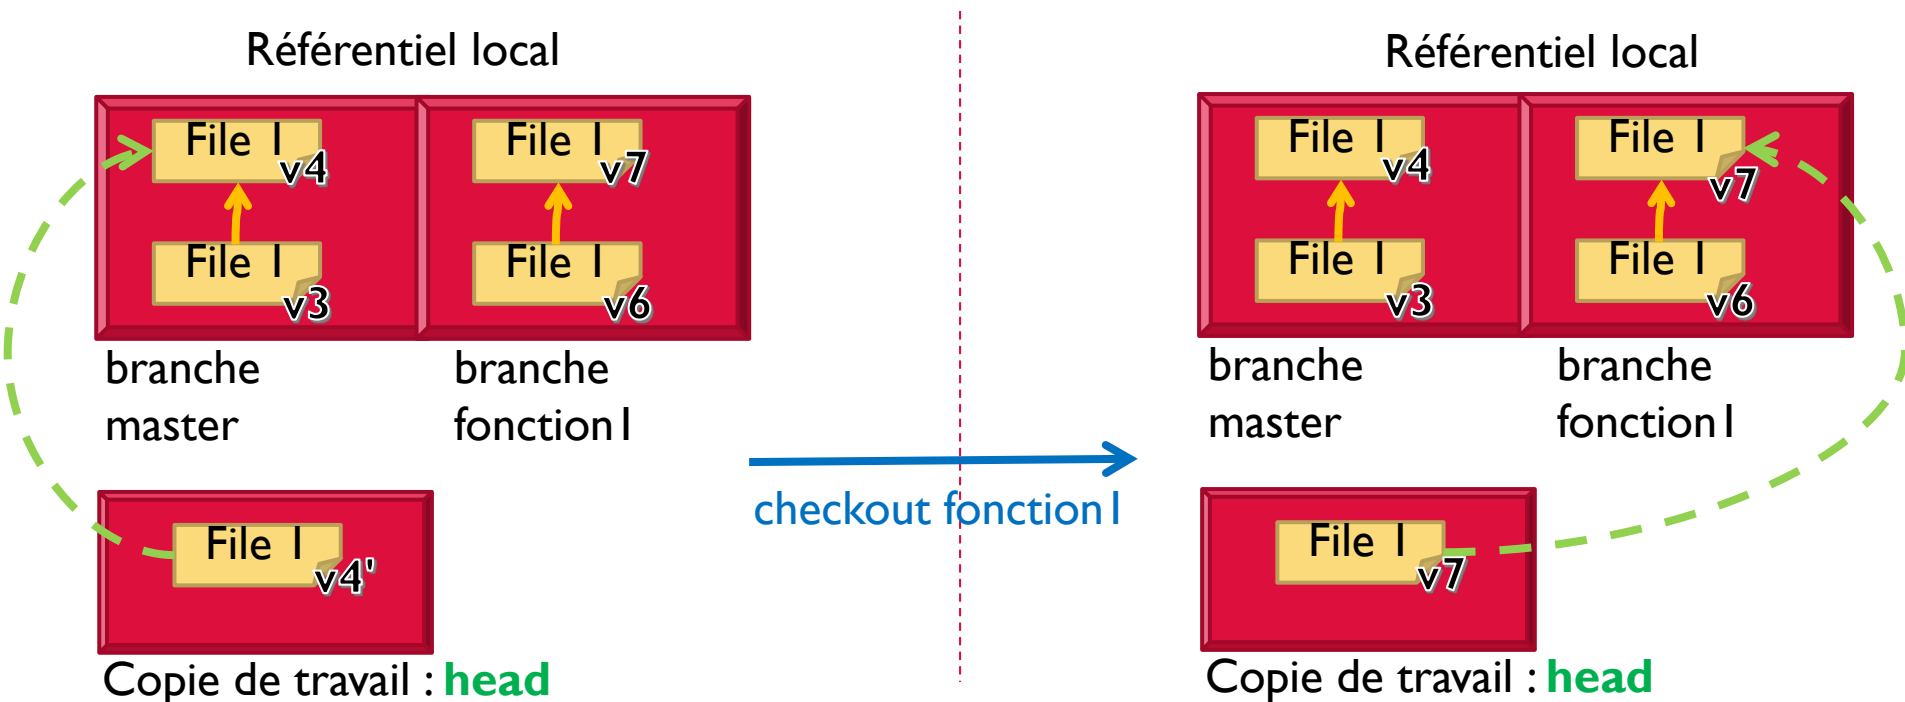 Référentiel local
File 1
v4
File 1
v7
File 1
v3
File 1
v6
branche
master
branche
fonction1
File 1
v4'
Copie de travail : head
checkout fonction1
Référentiel local
File 1
v4
File 1
v7
File 1
v3
File 1
v6
branche
master
branche
fonction1
File 1
v7
Copie de travail : head